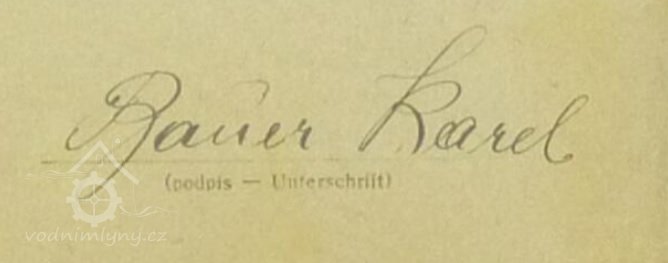 Bauer Karel
(podpis — Unterschrift)
vodnimlyny.cz